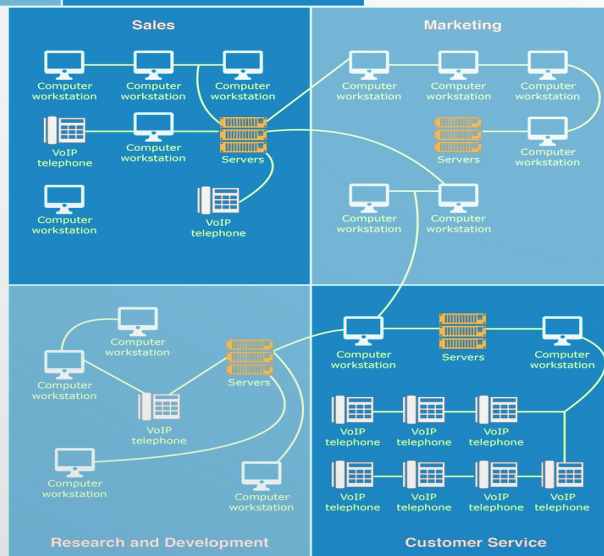 Sales
Computer workstation
Computer workstation
Computer workstation
VoIP telephone
Computer workstation
Servers
Computer workstation
VoIP telephone
Marketing
Computer workstation
Computer workstation
Computer workstation
Servers
Computer workstation
Computer workstation
Computer workstation
Computer workstation
Computer workstation
VoIP telephone
Servers
Computer workstation
Computer workstation
Research and Development
Computer workstation
Servers
Computer workstation
VoIP telephone
VoIP telephone
VoIP telephone
VoIP telephone
VoIP telephone
VoIP telephone
VoIP telephone
Customer Service